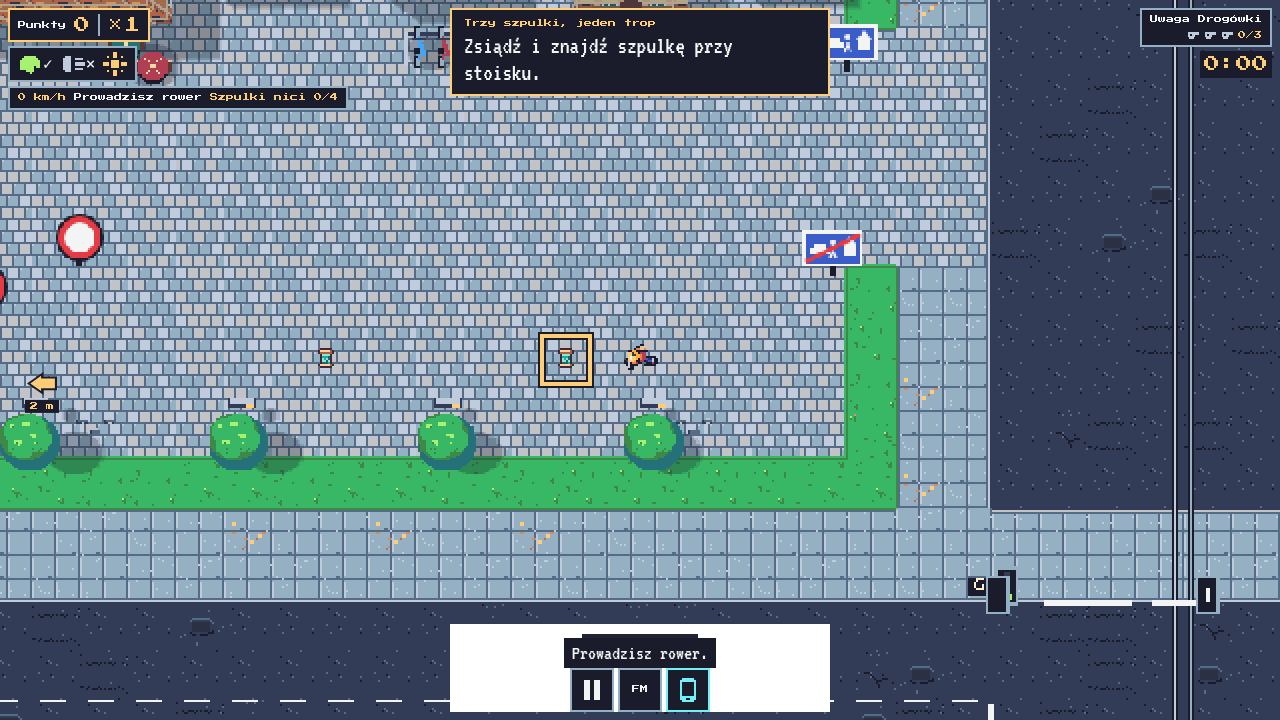 Punkty 0 ×1
0 km/h Prowadzisz rower Szpulki nici 0/4
Trzy szpulki, jeden trop
Zsiądź i znajdź szpulkę przy
stoisku.
Uwaga Drogówki
0/3
0:00
2 m
G
I
Prowadzisz rower.
FM